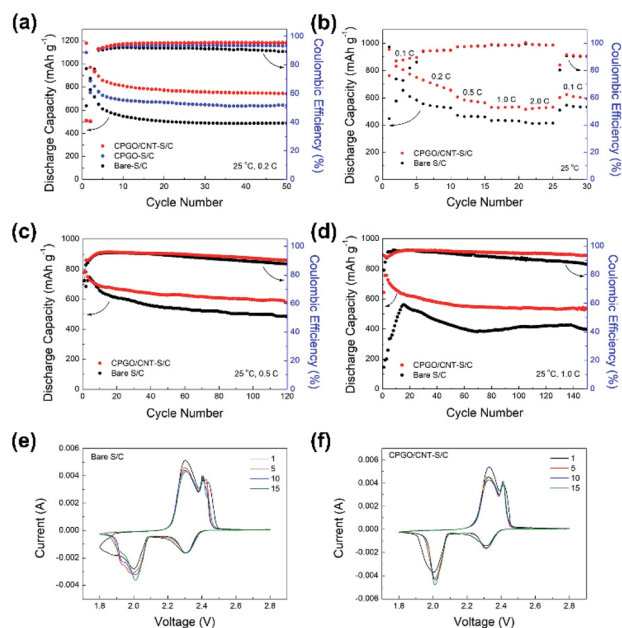 (a)
Discharge Capacity (mAh g⁻¹)
1200
1000
800
600
400
200
0
CPGO/CNT-S/C
CPGO-S/C
Bare-S/C
25 °C, 0.2 C
100
80
60
40
20
0
Coulombic Efficiency (%)
0 10 20 30 40 50
Cycle Number
(b)
Discharge Capacity (mAh g⁻¹)
1000
800
600
400
200
0
0.1 C
0.2 C
0.5 C
1.0 C
2.0 C
0.1 C
CPGO/CNT-S/C
Bare S/C
25 °C
100
80
60
40
20
0
Coulombic Efficiency (%)
0 5 10 15 20 25 30
Cycle Number
(c)
Discharge Capacity (mAh g⁻¹)
1000
800
600
400
200
0
CPGO/CNT-S/C
Bare S/C
25 °C, 0.5 C
100
80
60
40
20
0
Coulombic Efficiency (%)
0 20 40 60 80 100 120
Cycle Number
(d)
Discharge Capacity (mAh g⁻¹)
1000
800
600
400
200
0
CPGO/CNT-S/C
Bare S/C
25 °C, 1.0 C
100
80
60
40
20
0
Coulombic Efficiency (%)
0 20 40 60 80 100 120 140
Cycle Number
(e)
Current (A)
0.006
0.004
0.002
0.000
-0.002
-0.004
Bare S/C
1
5
10
15
1.8 2.0 2.2 2.4 2.6 2.8
Voltage (V)
(f)
Current (A)
0.006
0.004
0.002
0.000
-0.002
-0.004
CPGO/CNT-S/C
1
5
10
15
1.8 2.0 2.2 2.4 2.6 2.8
Voltage (V)